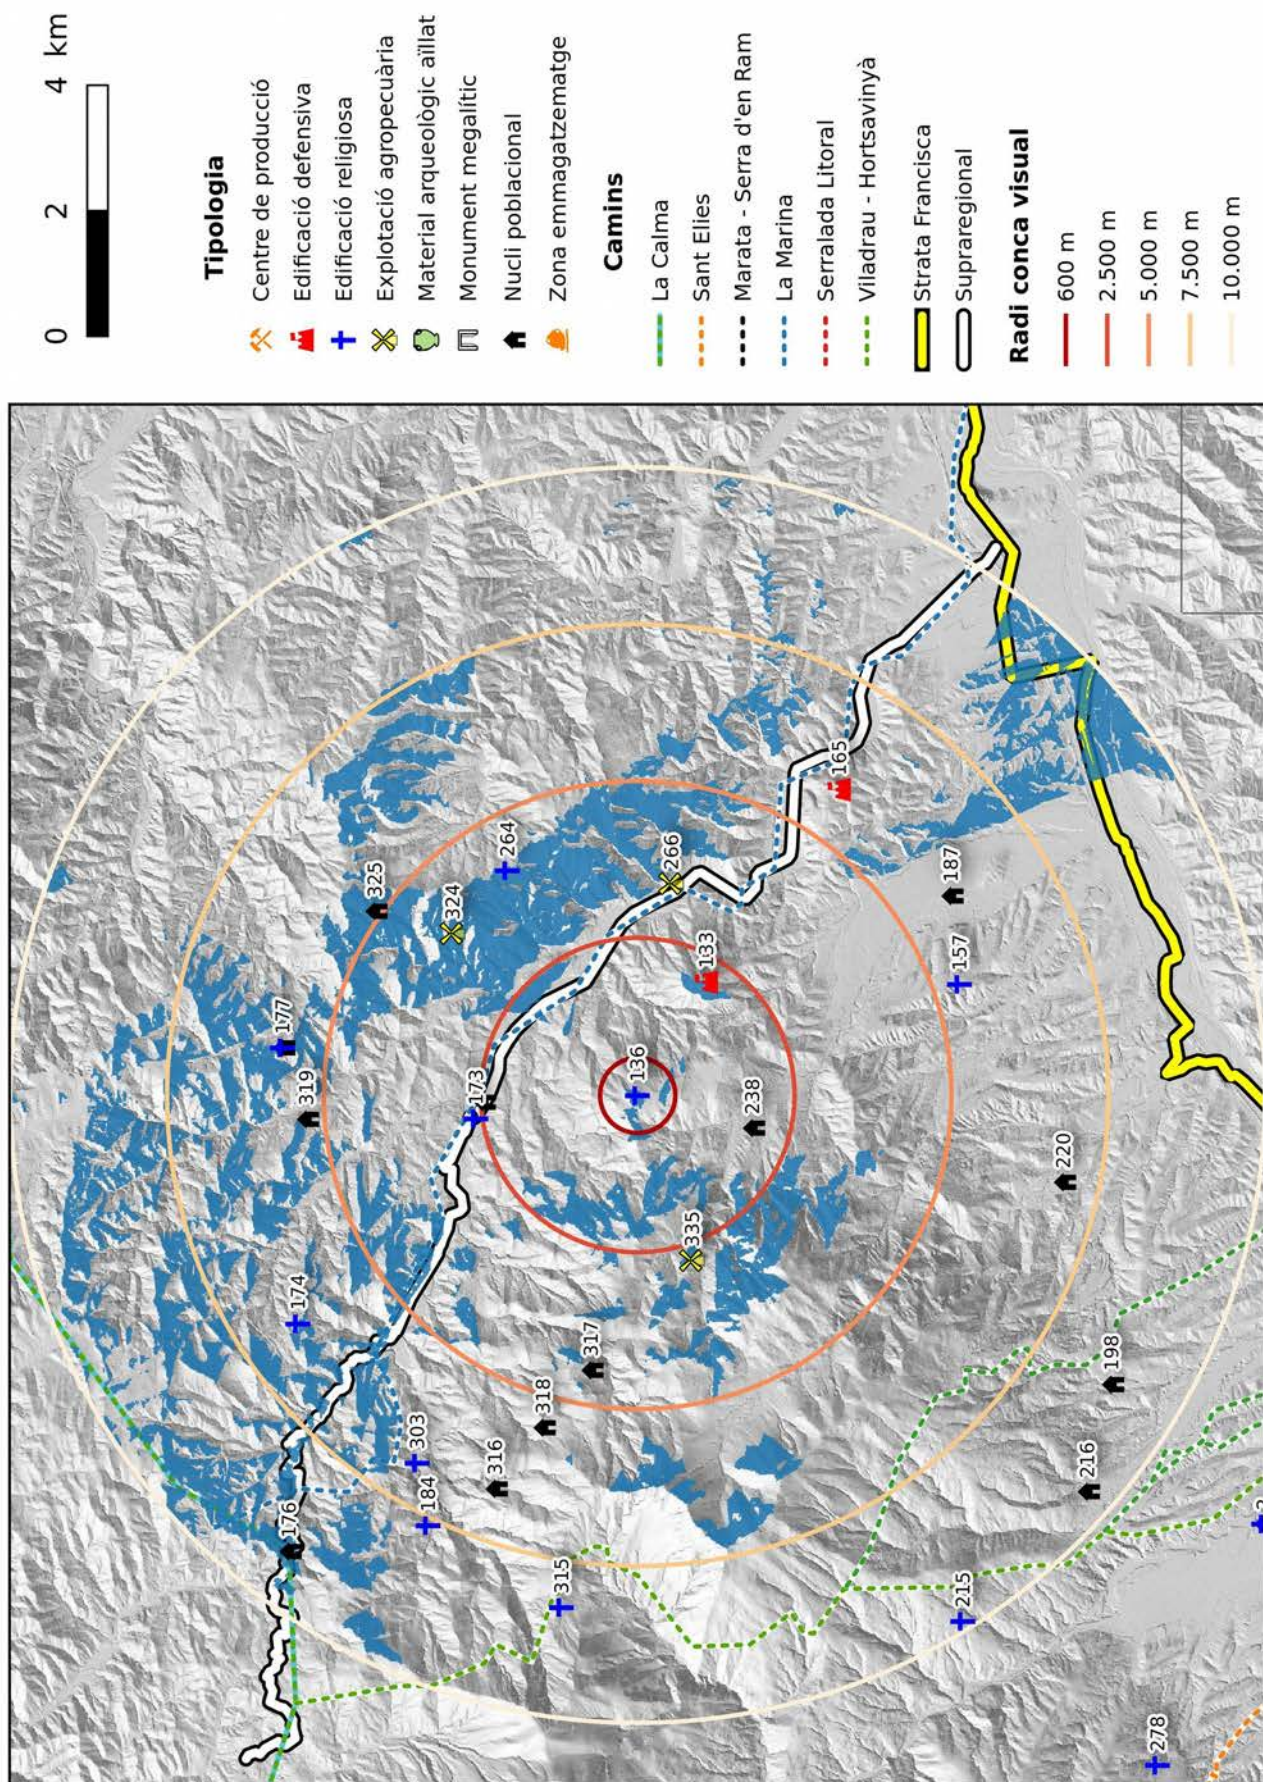 0 2 4 km
Tipologia
Centre de producció
Edificació defensiva
Edificació religiosa
Explotació agropecuària
Material arqueològic aïllat
Monument megalític
Nucli poblacional
Zona emmagatzematge
Camins
La Calma
Sant Elies
Marata - Serra d'en Ram
La Marina
Serralada Litoral
Viladrau - Hortsavinyà
Strata Francisca
Supraregional
Radi conca visual
600 m
2.500 m
5.000 m
7.500 m
10.000 m
176
174
319
177
325
303
184
173
324
316
264
318
315
317
136
266
335
133
238
165
215
157
187
220
216
198
278